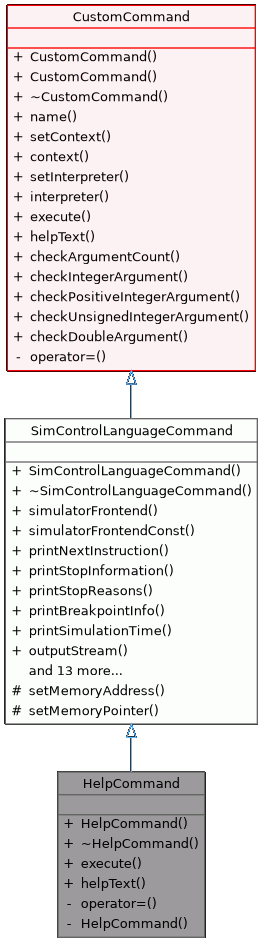 CustomCommand
+ CustomCommand()
+ CustomCommand()
+ ~CustomCommand()
+ name()
+ setContext()
+ context()
+ setInterpreter()
+ interpreter()
+ execute()
+ helpText()
+ checkArgumentCount()
+ checkIntegerArgument()
+ checkPositiveIntegerArgument()
+ checkUnsignedIntegerArgument()
+ checkDoubleArgument()
- operator=()
SimControlLanguageCommand
+ SimControlLanguageCommand()
+ ~SimControlLanguageCommand()
+ simulatorFrontend()
+ simulatorFrontendConst()
+ printNextInstruction()
+ printStopInformation()
+ printStopReasons()
+ printBreakpointInfo()
+ printSimulationTime()
+ outputStream()
and 13 more...
# setMemoryAddress()
# setMemoryPointer()
HelpCommand
+ HelpCommand()
+ ~HelpCommand()
+ execute()
+ helpText()
- operator=()
- HelpCommand()